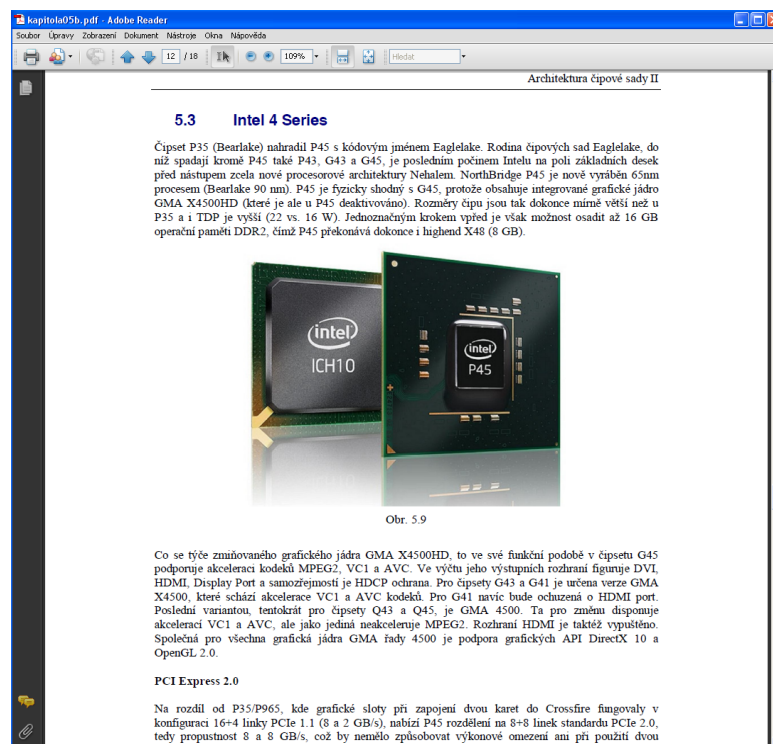 kapitola05b.pdf - Adobe Reader
Soubor Úpravy Zobrazení Dokument Nástroje Okna Nápověda
12 / 18 109% Hledat
Architektura čipové sady II
5.3 Intel 4 Series
Čipset P35 (Bearlake) nahradil P45 s kódovým jménem Eaglelake. Rodina čipových sad Eaglelake, do
níž spadají kromě P45 také P43, G43 a G45, je posledním počinem Intelu na poli základních desek
před nástupem zcela nové procesorové architektury Nehalem. NorthBridge P45 je nově vyráběn 65nm
procesem (Bearlake 90 nm). P45 je fyzicky shodný s G45, protože obsahuje integrované grafické jádro
GMA X4500HD (které je ale u P45 deaktivováno). Rozměry čipu jsou tak dokonce mírně větší než u
P35 a i TDP je vyšší (22 vs. 16 W). Jednoznačným krokem vpřed je však možnost osadit až 16 GB
operační paměti DDR2, čímž P45 překonává dokonce i highend X48 (8 GB).
intel
ICH10
intel
P45
Obr. 5.9
Co se týče zmiňovaného grafického jádra GMA X4500HD, to ve své funkční podobě v čipsetu G45
podporuje akceleraci kodeků MPEG2, VC1 a AVC. Ve výčtu jeho výstupních rozhraní figuruje DVI,
HDMI, Display Port a samozřejmostí je HDCP ochrana. Pro čipsety G43 a G41 je určena verze GMA
X4500, které schází akcelerace VC1 a AVC kodeků. Pro G41 navíc bude ochuzená o HDMI port.
Poslední variantou, tentokrát pro čipsety Q43 a Q45, je GMA 4500. Ta pro změnu disponuje
akcelerací VC1 a AVC, ale jako jediná neakceleruje MPEG2. Rozhraní HDMI je taktéž vypuštěno.
Společná pro všechna grafická jádra GMA řady 4500 je podpora grafických API DirectX 10 a
OpenGL 2.0.
PCI Express 2.0
Na rozdíl od P35/P965, kde grafické sloty při zapojení dvou karet do Crossfire fungovaly v
konfiguraci 16+4 linky PCIe 1.1 (8 a 2 GB/s), nabízí P45 rozdělení na 8+8 linek standardu PCIe 2.0,
tedy propustnost 8 a 8 GB/s, což by nemělo způsobovat výkonové omezení ani při použití dvou